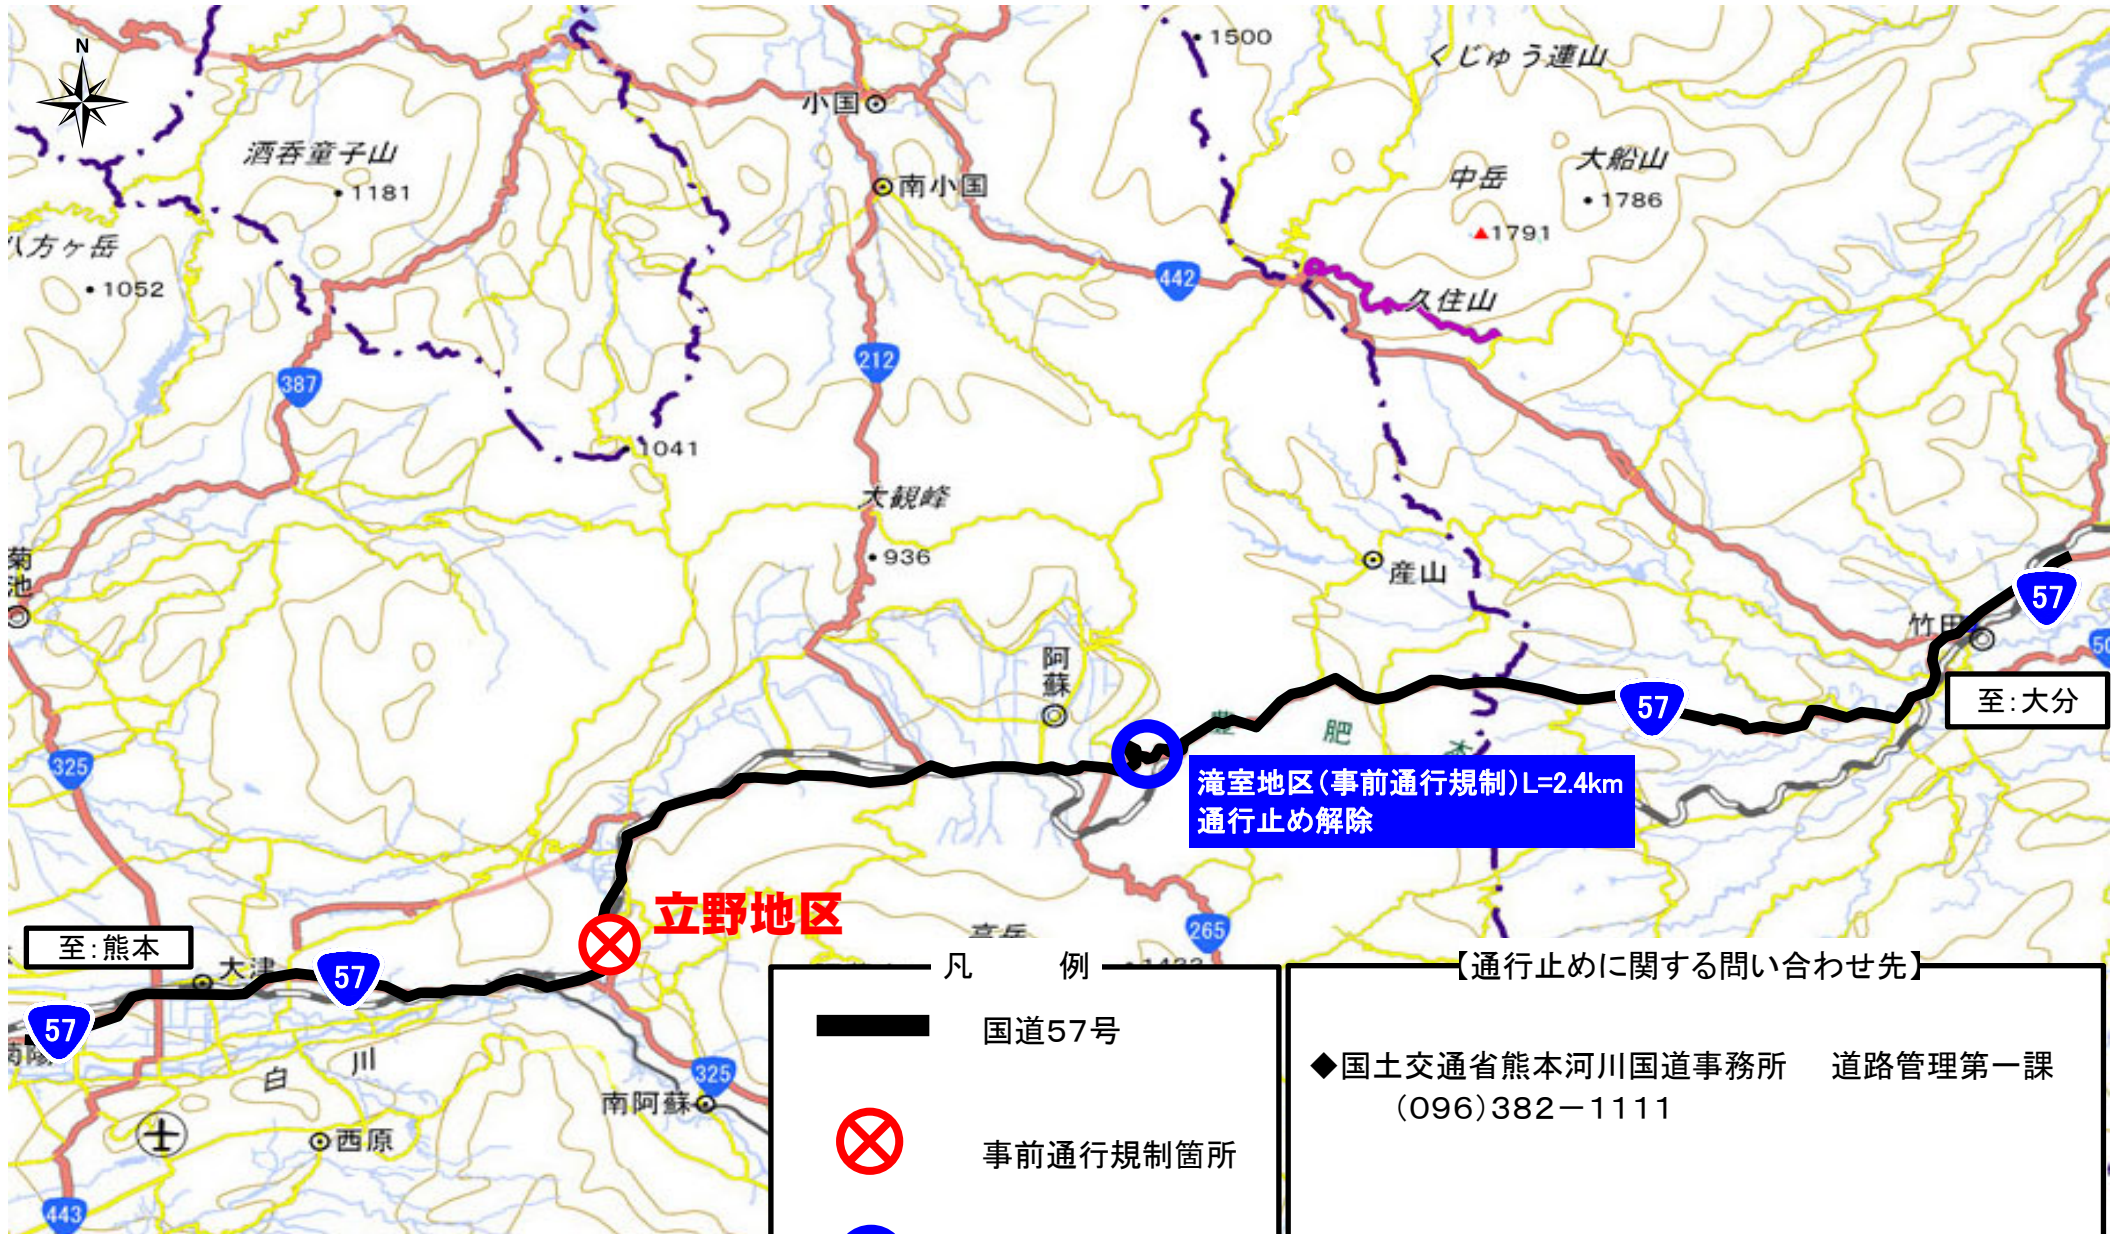 N
1500
くじゅう連山
小国
酒呑童子山
1181
中岳
大船山
南小国
1786
1791
八方ヶ岳
1052
442
久住山
212
387
1041
大観峰
936
菊池
産山
57
竹田
阿蘇
至:大分
57
豊
肥
本
325
滝室地区(事前通行規制)L=2.4km
通行止め解除
立野地区
265
高岳
至:熊本
大津
57
57
白
川
325
南阿蘇
西原
443
凡 例
国道57号
事前通行規制箇所
【通行止めに関する問い合わせ先】
◆国土交通省熊本河川国道事務所 道路管理第一課
(096)382-1111